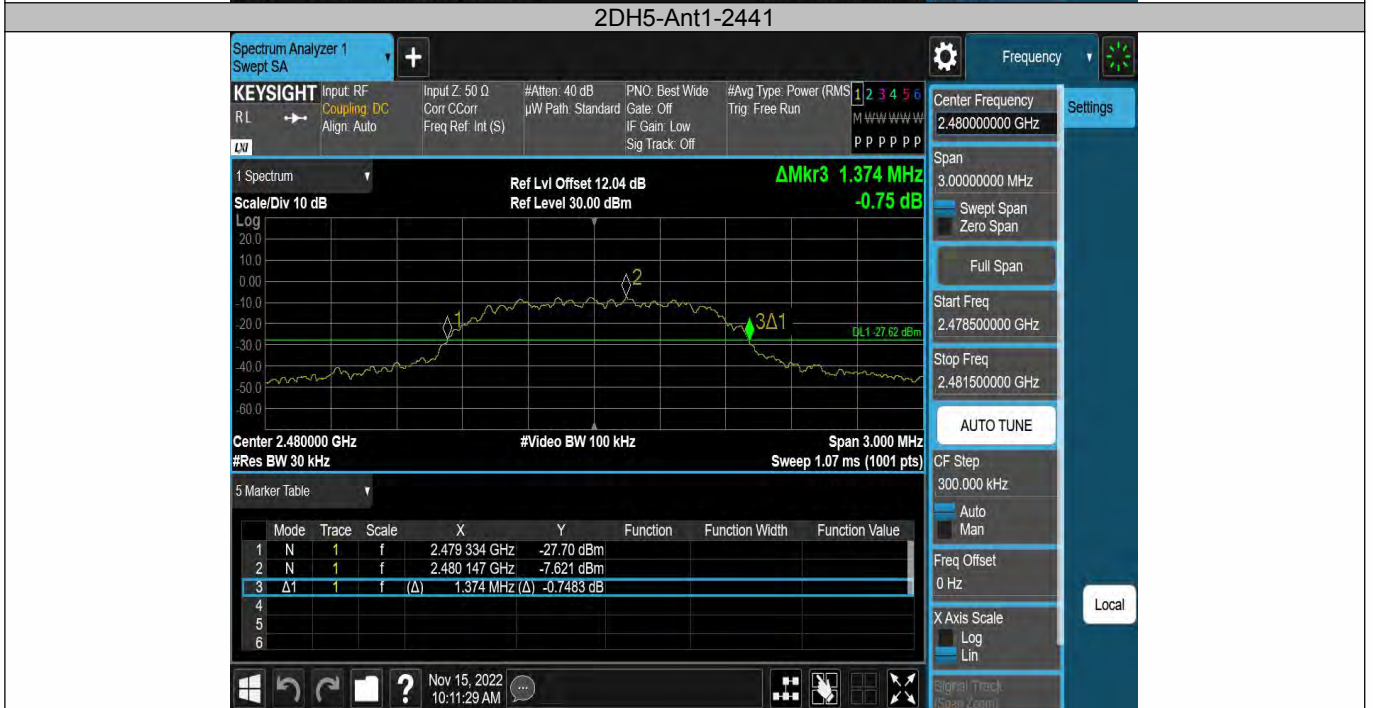 2DH5-Ant1-2441
Spectrum Analyzer 1
Swept SA
Frequency
KEYSIGHT
RL
LXI
Input: RF
Coupling: DC
Align: Auto
Input Z: 50 Ω
Corr CCorr
Freq Ref: Int (S)
#Atten: 40 dB
µW Path: Standard
PNO: Best Wide
Gate: Off
IF Gain: Low
Sig Track: Off
#Avg Type: Power (RMS
Trig: Free Run
1 2 3 4 5 6
M W W W W W
P P P P P P
Center Frequency
2.480000000 GHz
Settings
1 Spectrum
Scale/Div 10 dB
Ref Lvl Offset 12.04 dB
Ref Level 30.00 dBm
ΔMkr3 1.374 MHz
-0.75 dB
Span
3.00000000 MHz
Swept Span
Zero Span
Full Span
Start Freq
2.478500000 GHz
Stop Freq
2.481500000 GHz
AUTO TUNE
Log
20.0
10.0
0.00
-10.0
-20.0
-30.0
-40.0
-50.0
-60.0
1
2
3Δ1
DL1 -27.62 dBm
Center 2.480000 GHz
#Video BW 100 kHz
Span 3.000 MHz
#Res BW 30 kHz
Sweep 1.07 ms (1001 pts)
CF Step
300.000 kHz
Auto
Man
Freq Offset
0 Hz
X Axis Scale
Log
Lin
Signal Track
(Span Zoom)
Local
5 Marker Table
Mode Trace Scale X Y Function Function Width Function Value
1 N 1 f 2.479 334 GHz -27.70 dBm
2 N 1 f 2.480 147 GHz -7.621 dBm
3 Δ1 1 f (Δ) 1.374 MHz (Δ) -0.7483 dB
4
5
6
Nov 15, 2022
10:11:29 AM